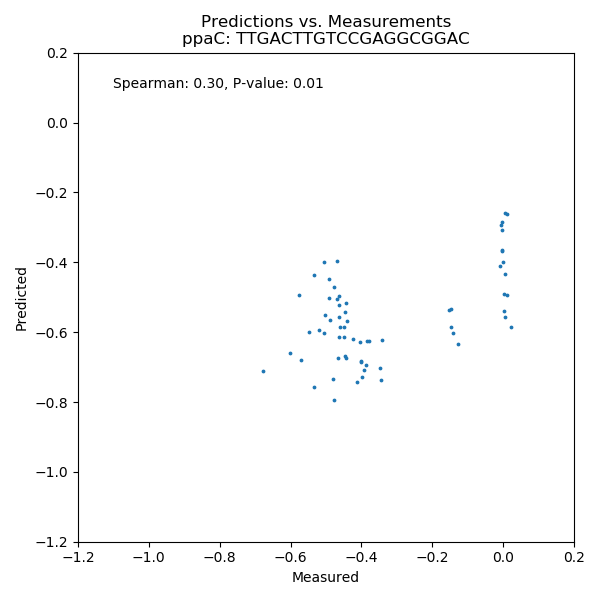 Predictions vs. Measurements
ppaC: TTGACTTGTCCGAGGCGGAC
Spearman: 0.30, P-value: 0.01
0.2
0.0
−0.2
−0.4
−0.6
−0.8
−1.0
−1.2
Predicted
−1.2 −1.0 −0.8 −0.6 −0.4 −0.2 0.0 0.2
Measured